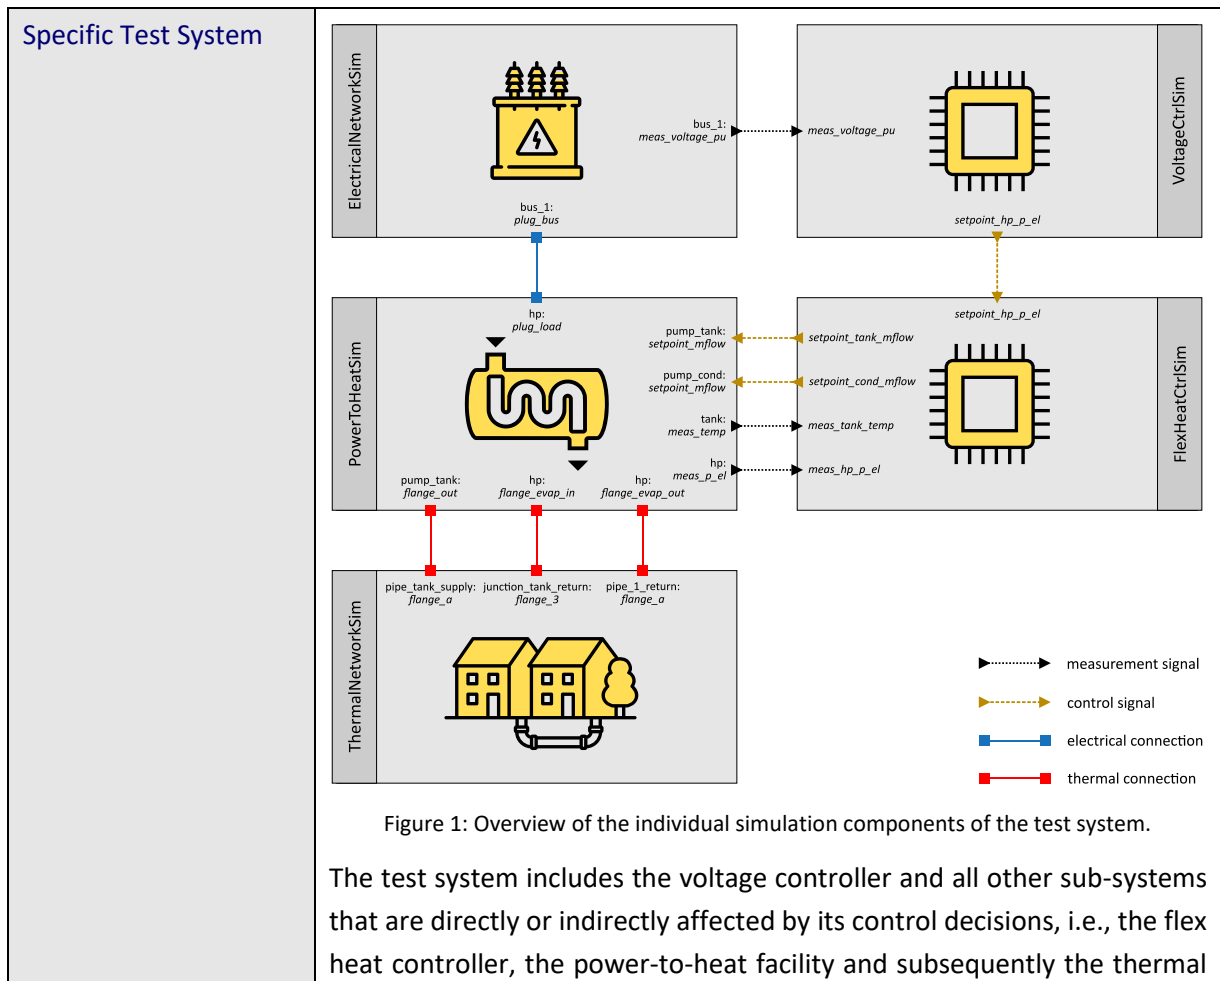 Specific Test System
ElectricalNetworkSim
bus_1:
meas_voltage_pu
bus_1:
plug_bus
meas_voltage_pu
setpoint_hp_p_el
VoltageCtrlSim
PowerToHeatSim
hp:
plug_load
pump_tank:
setpoint_mflow
pump_cond:
setpoint_mflow
tank:
meas_temp
hp:
meas_p_el
pump_tank:
flange_out
hp:
flange_evap_in
hp:
flange_evap_out
setpoint_hp_p_el
setpoint_tank_mflow
setpoint_cond_mflow
meas_tank_temp
meas_hp_p_el
FlexHeatCtrlSim
ThermalNetworkSim
pipe_tank_supply:
flange_a
junction_tank_return:
flange_3
pipe_1_return:
flange_a
measurement signal
control signal
electrical connection
thermal connection
Figure 1: Overview of the individual simulation components of the test system.
The test system includes the voltage controller and all other sub-systems
that are directly or indirectly affected by its control decisions, i.e., the flex
heat controller, the power-to-heat facility and subsequently the thermal